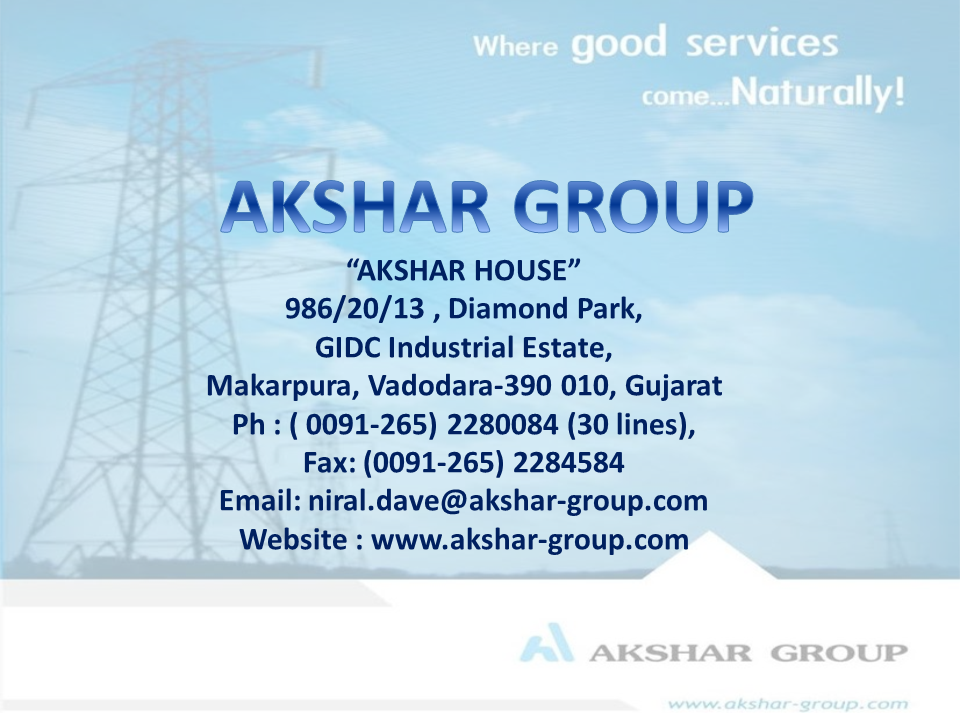 Where good services
come...Naturally!
AKSHAR GROUP
“AKSHAR HOUSE”
986/20/13 , Diamond Park,
GIDC Industrial Estate,
Makarpura, Vadodara-390 010, Gujarat
Ph : ( 0091-265) 2280084 (30 lines),
Fax: (0091-265) 2284584
Email: niral.dave@akshar-group.com
Website : www.akshar-group.com
AKSHAR GROUP
www.akshar-group.com